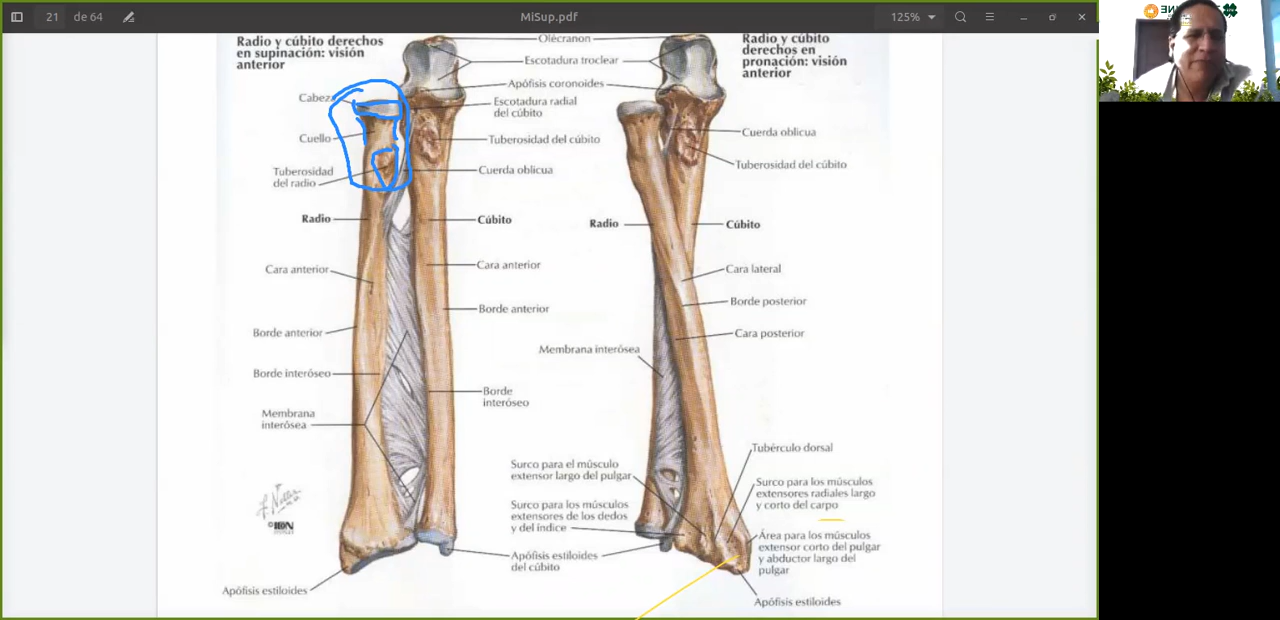 21
de 64
MiSup.pdf
125%
Radio y cúbito derechos
en supinación: visión
anterior
Cabeza
Cuello
Tuberosidad
del radio
Radio
Cara anterior
Borde anterior
Borde interóseo
Membrana
interósea
Apófisis estiloides
Olécranon
Escotadura troclear
Apófisis coronoides
Escotadura radial
del cúbito
Tuberosidad del cúbito
Cuerda oblicua
Cúbito
Cara anterior
Borde anterior
Borde
interóseo
Apófisis estiloides
del cúbito
Radio y cúbito
derechos en
pronación: visión
anterior
Cuerda oblicua
Tuberosidad del cúbito
Radio
Cúbito
Cara lateral
Borde posterior
Cara posterior
Membrana interósea
Surco para el músculo
extensor largo del pulgar
Surco para los músculos
extensores de los dedos
y del índice
Tubérculo dorsal
Surco para los músculos
extensores radiales largo
y corto del carpo
Área para los músculos
extensor corto del pulgar
y abductor largo del
pulgar
Apófisis estiloides